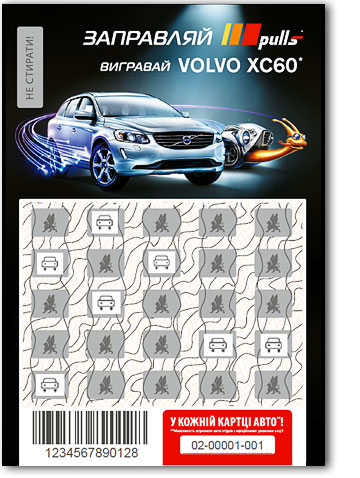 НЕ СТИРАТИ!
ЗАПРАВЛЯЙ pulls*
ВИГРАВАЙ VOLVO XC60*
У КОЖНІЙ КАРТЦІ АВТО**!
02-00001-001
1234567890128